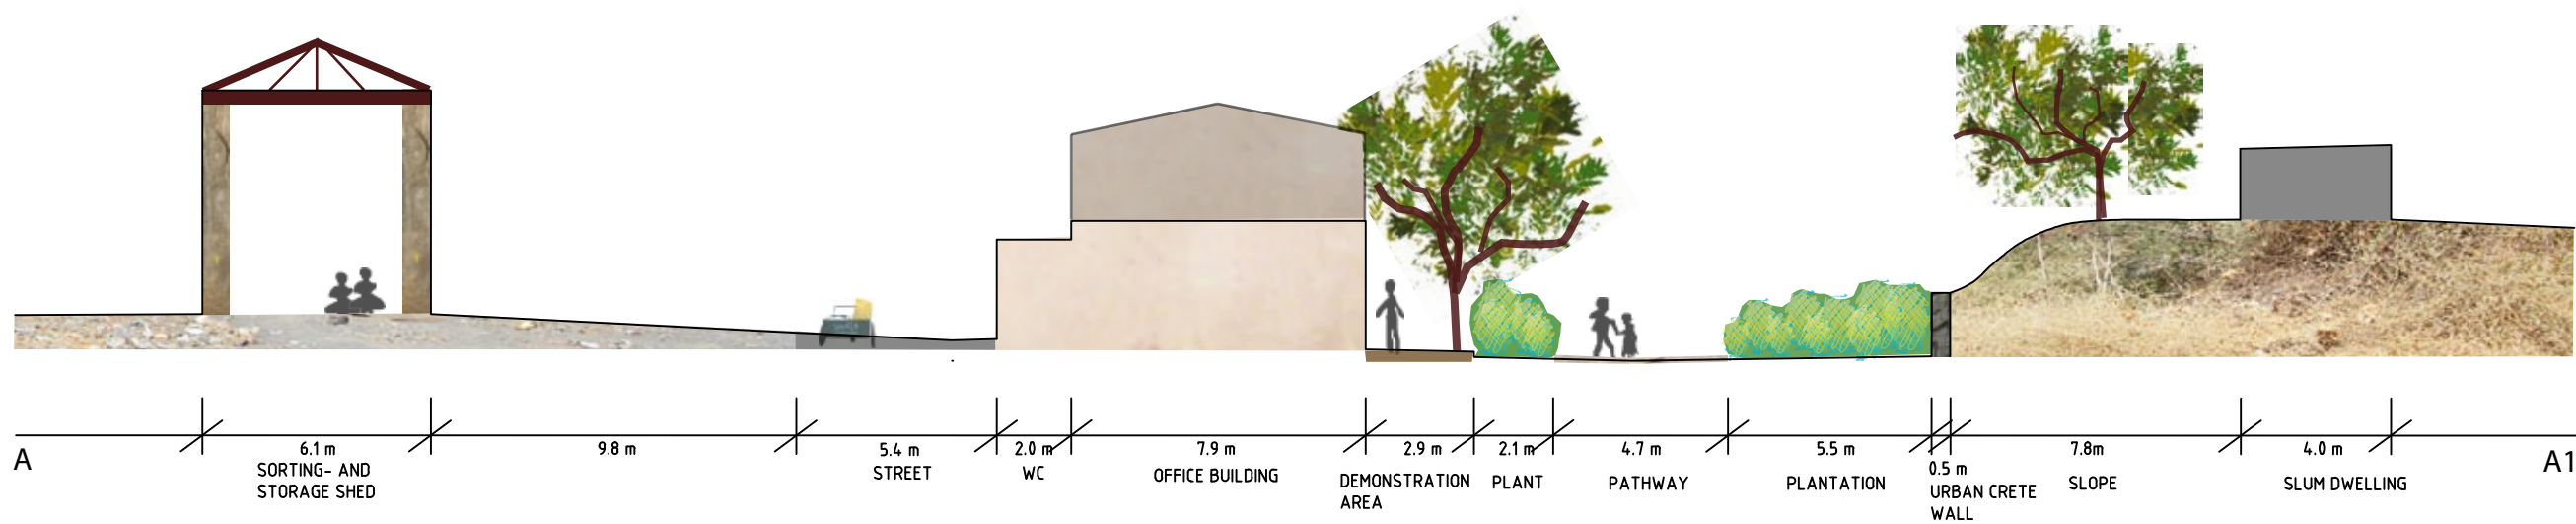 6.1 m
9.8 m
5.4 m
2.0 m
7.9 m
2.9 m
2.1 m
4.7 m
5.5 m
0.5 m
7.8m
4.0 m
A
SORTING- AND
STORAGE SHED
STREET
WC
OFFICE BUILDING
DEMONSTRATION
AREA
PLANT
PATHWAY
PLANTATION
URBAN CRETE
WALL
SLOPE
SLUM DWELLING
A1